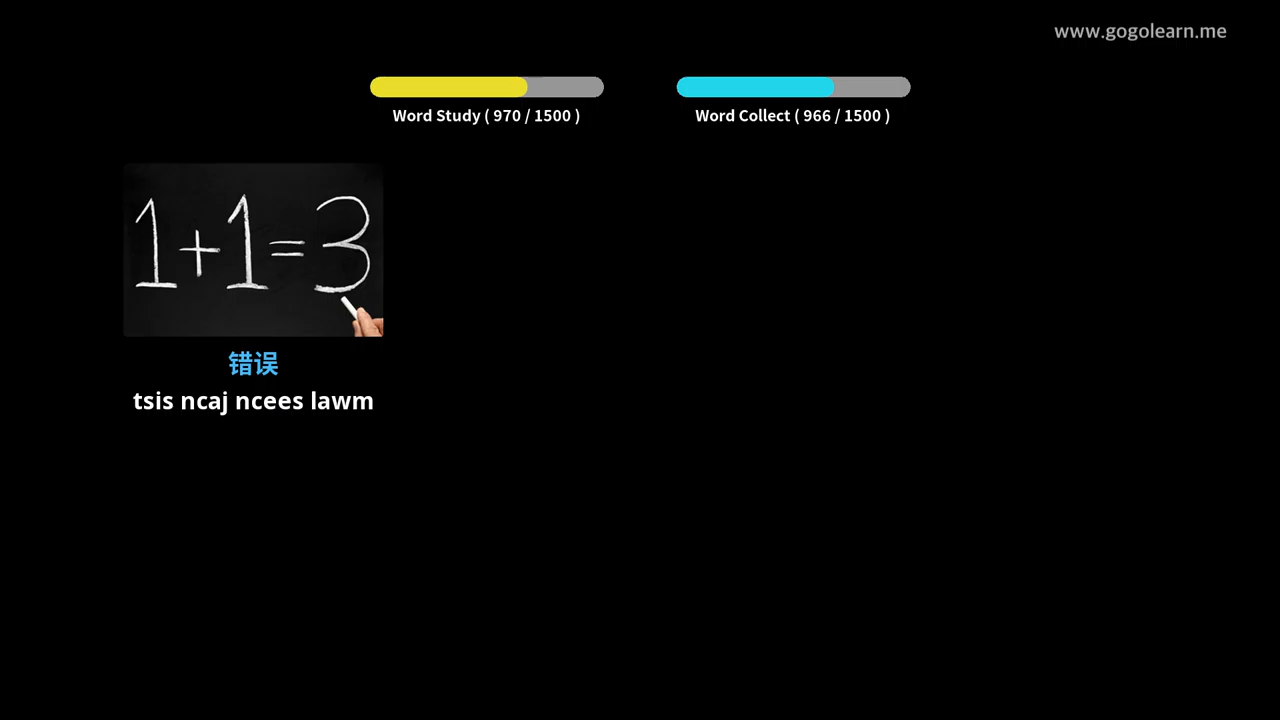 www.gogolearn.me
Word Study ( 970 / 1500 )
Word Collect ( 966 / 1500 )
1+1=3
错误
tsis ncaj ncees lawm